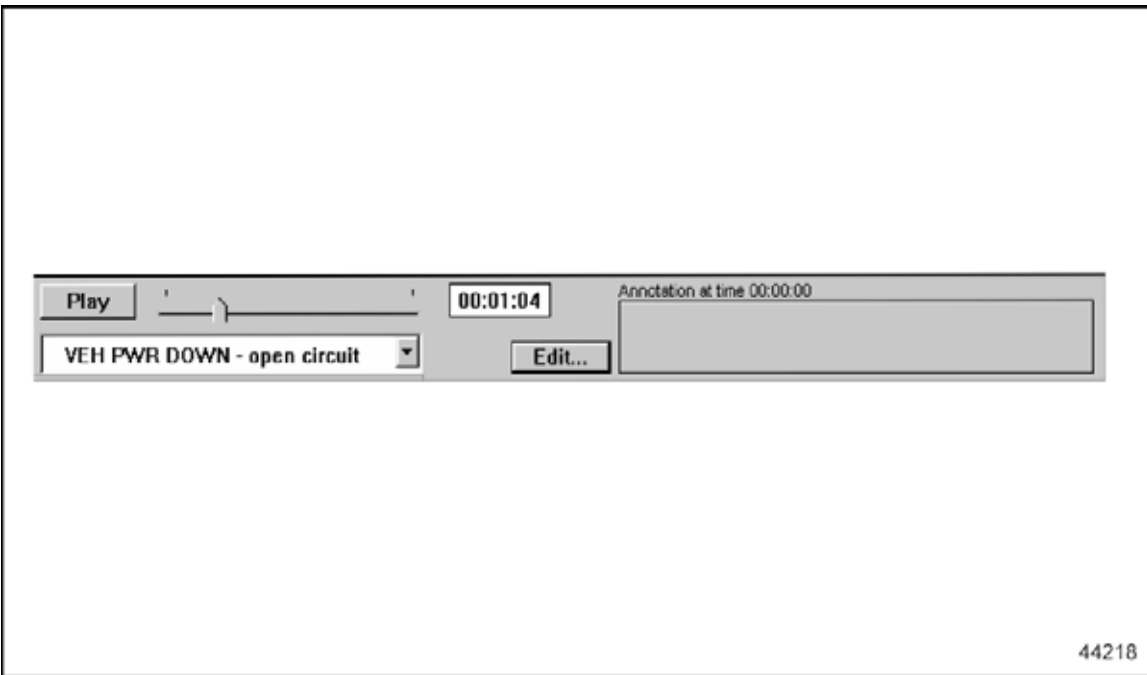 Play
00:01:04
Annotation at time 00:00:00
VEH PWR DOWN - open circuit
Edit...
44218